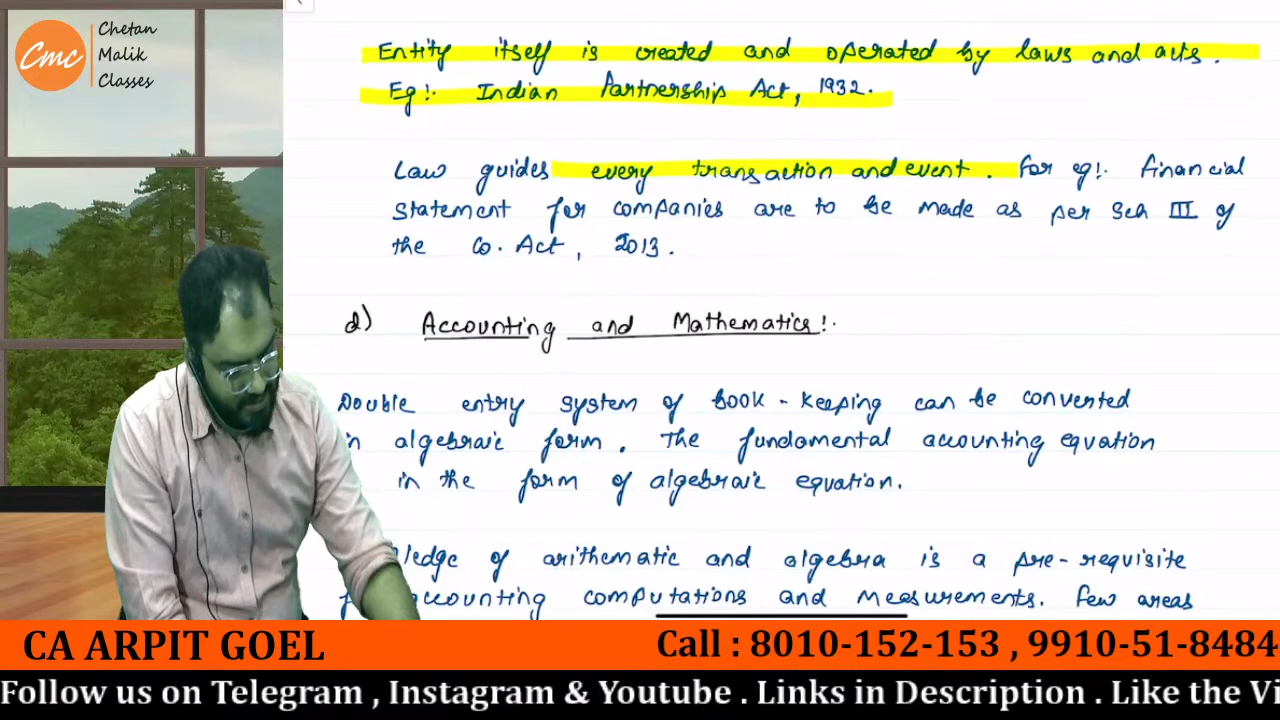 Chetan
Malik
Classes
CMC
Entity itself is created and operated by laws and acts.
Eg:. Indian Partnership Act, 1932.
Law guides every transaction and event. For eg:. financial
statement for companies are to be made as per Sch III of
the Co. Act, 2013.
d) Accounting and Mathematics:.
Double entry system of book-keeping can be converted
in algebraic form. The fundamental accounting equation
in the form of algebraic equation.
ledge of arithematic and algebra is a pre-requisite
ccounting computations and measurements. Few areas
CA ARPIT GOEL
Call : 8010-152-153 , 9910-51-8484
Follow us on Telegram , Instagram & Youtube . Links in Description . Like the Vi